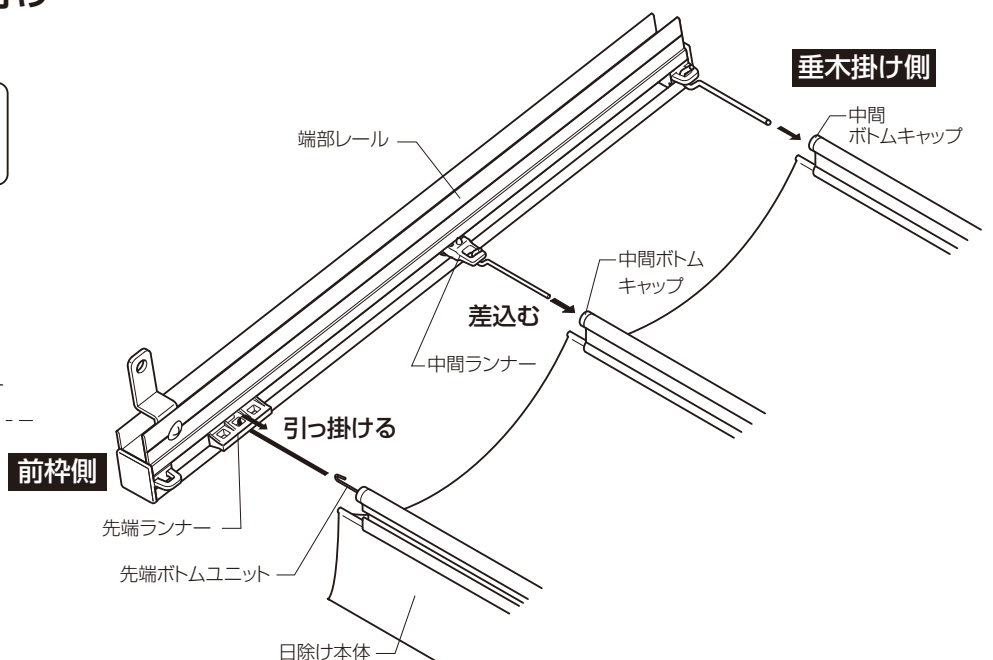 垂木掛け側
中間
ボトムキャップ
端部レール
中間ボトム
キャップ
差込む
中間ランナー
引っ掛ける
前枠側
先端ランナー
先端ボトムユニット
日除け本体